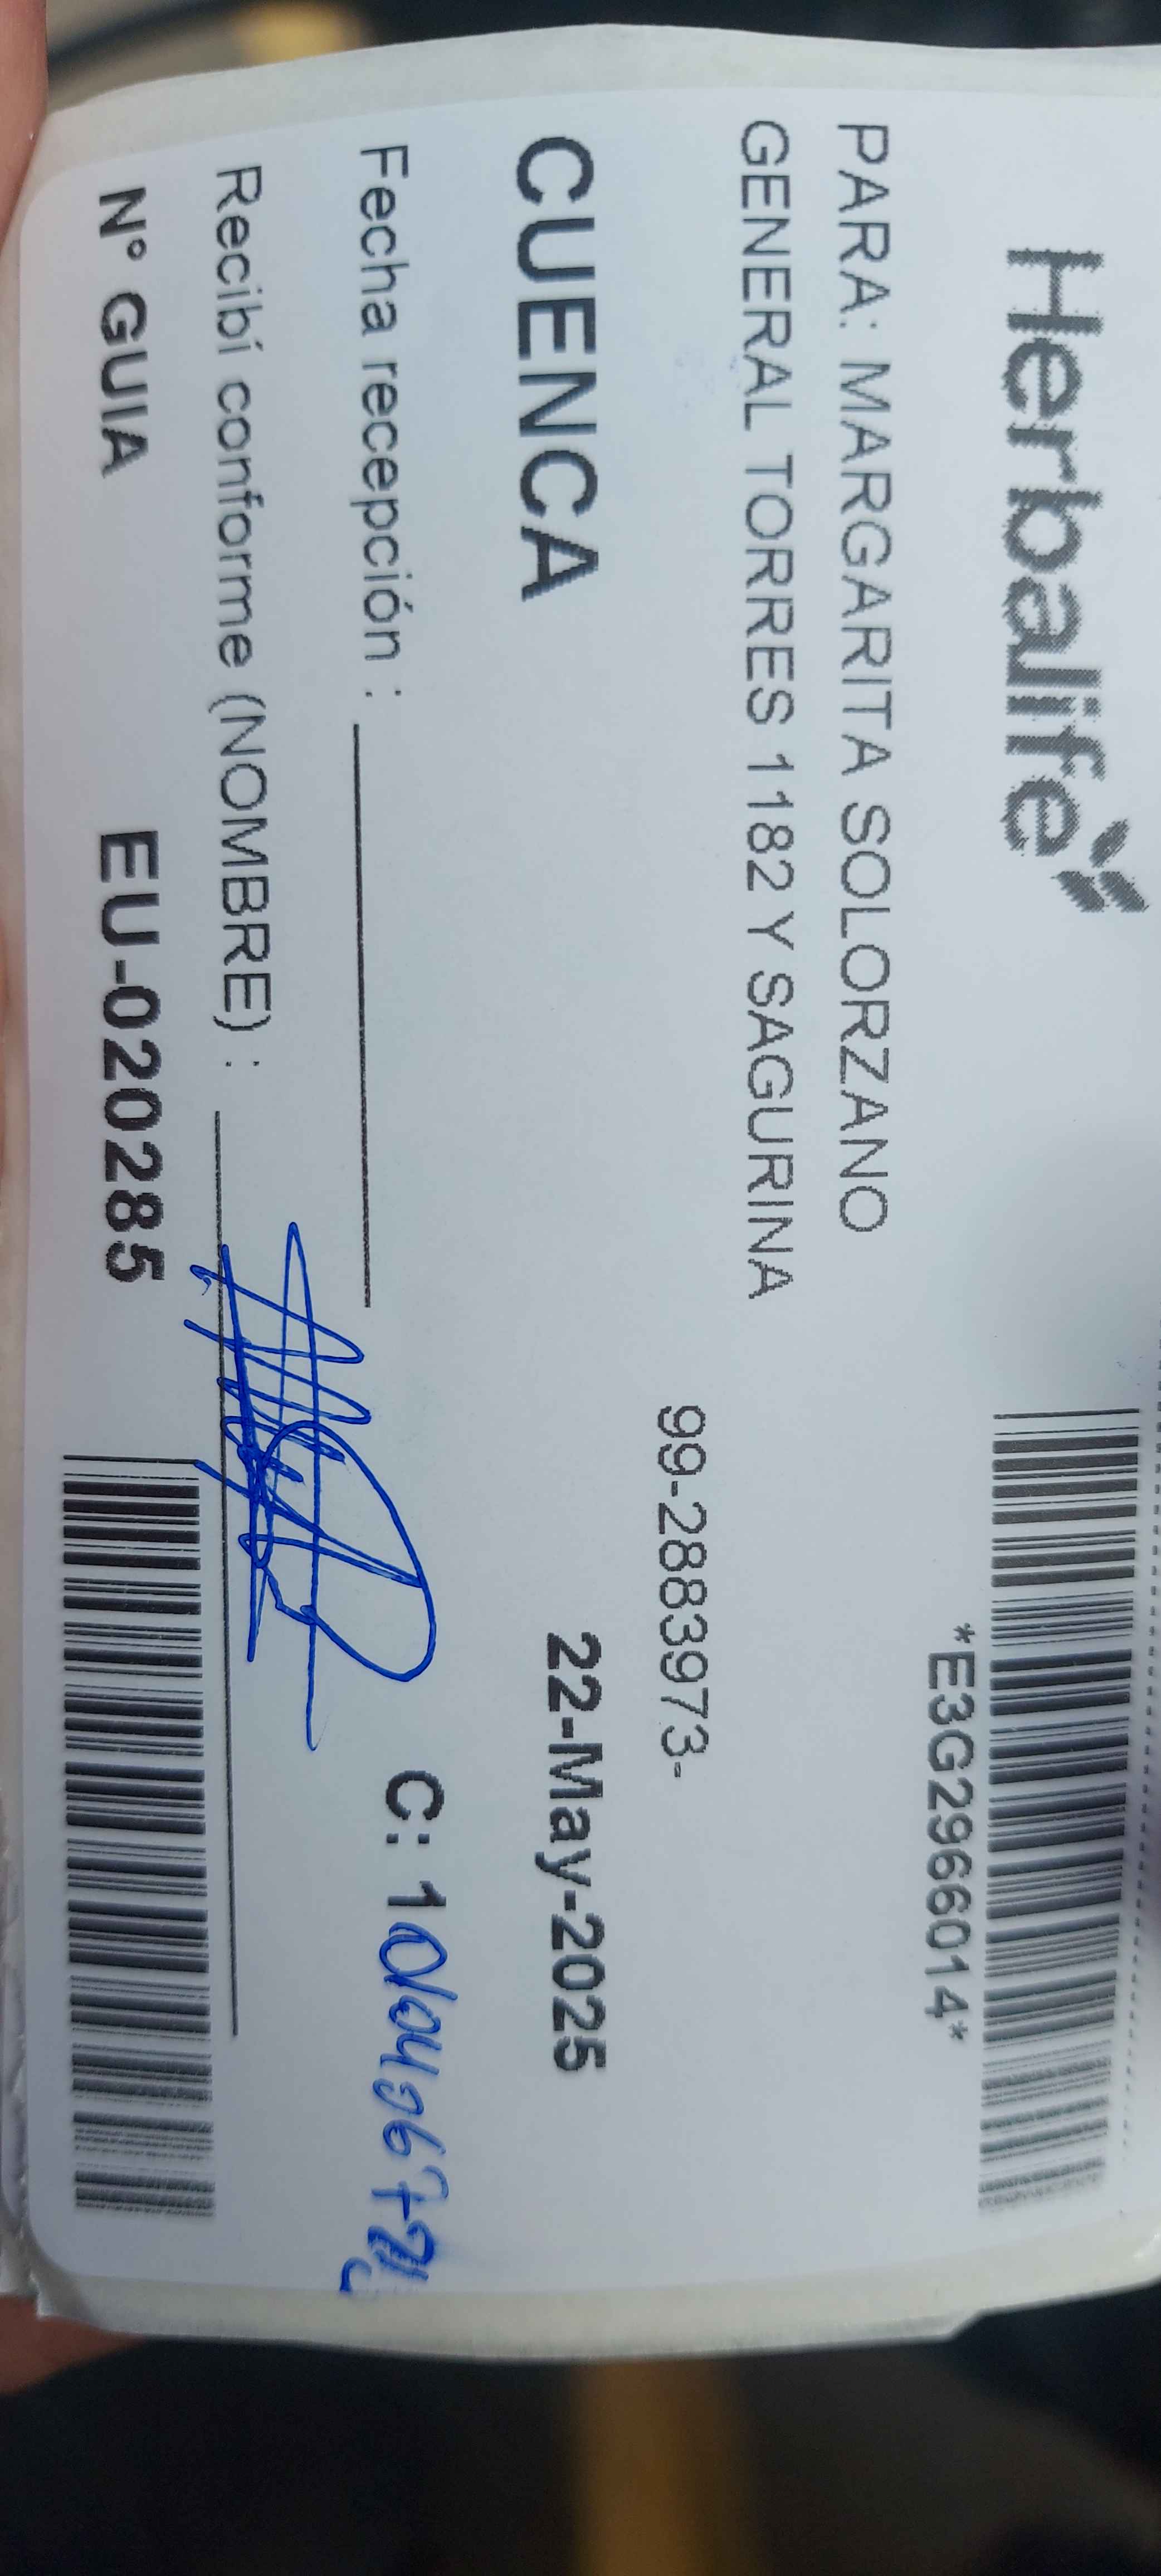 Herbalife
*E3G2966014*
PARA: MARGARITA SOLORZANO
GENERAL TORRES 1182 Y SAGURINA
99-2883973-
CUENCA
22-May-2025
Fecha recepción :
C: 1
Recibí conforme (NOMBRE) :
N° GUIA
EU-020285